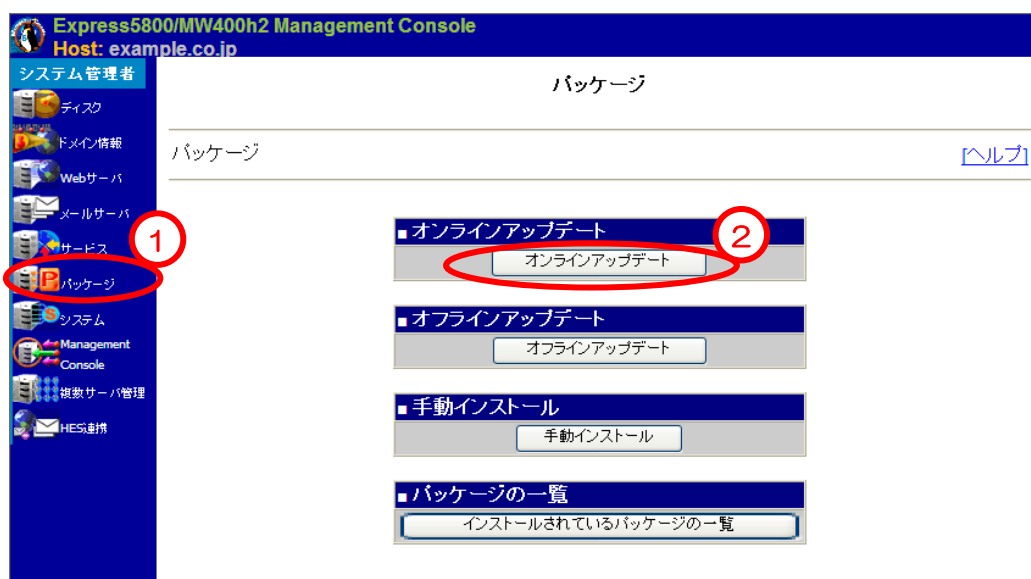 Express5800/MW400h2 Management Console
Host: example.co.jp
システム管理者
ディスク
ドメイン情報
Webサーバ
メールサーバ
サービス
パッケージ
システム
Management
Console
複数サーバ管理
HES連携
パッケージ
パッケージ
[ヘルプ]
1
2
■オンラインアップデート
オンラインアップデート
■オフラインアップデート
オフラインアップデート
■手動インストール
手動インストール
■パッケージの一覧
インストールされているパッケージの一覧